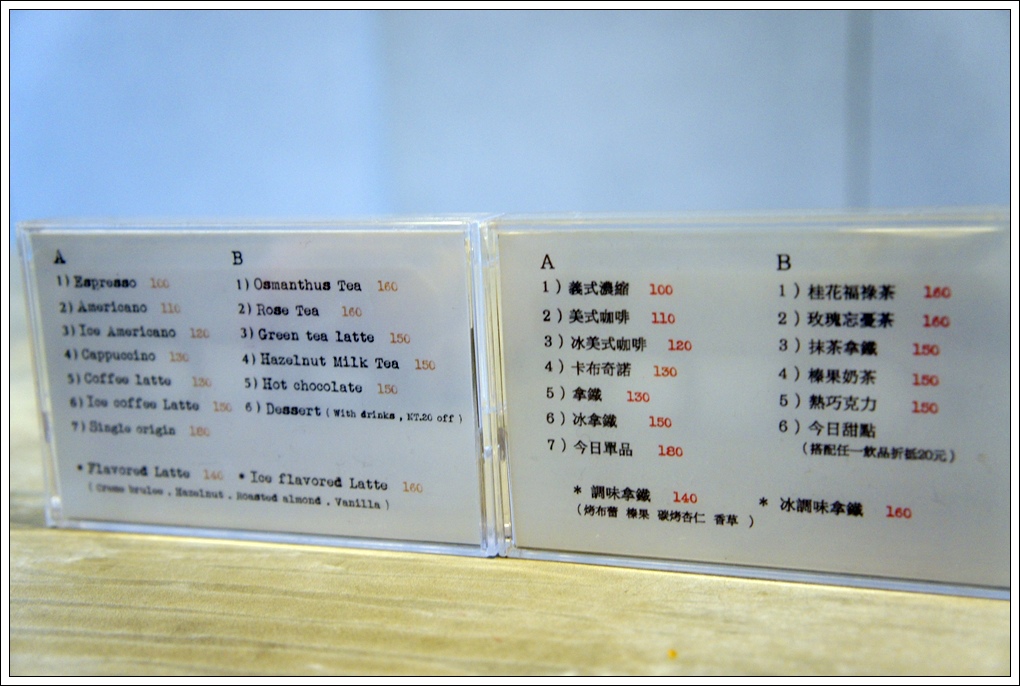 A
1) Espresso 100
2) Americano 110
3) Ice Americano 120
4) Cappuccino 130
5) Coffee latte 130
6) Ice coffee Latte 150
7) Single origin 180
B
1) Osmanthus Tea 160
2) Rose Tea 160
3) Green tea latte 150
4) Hazelnut Milk Tea 150
5) Hot chocolate 150
6) Dessert ( With drinks , NT.20 off )
* Flavored Latte 140 * Ice flavored Latte 160
( Creme brulee . Hazelnut . Roasted almond . Vanilla )
A
1 ) 義式濃縮 100
2 ) 美式咖啡 110
3 ) 冰美式咖啡 120
4 ) 卡布奇諾 130
5 ) 拿鐵 130
6 ) 冰拿鐵 150
7 ) 今日單品 180
B
1 ) 桂花福祿茶 160
2 ) 玫瑰忘憂茶 160
3 ) 抹茶拿鐵 150
4 ) 榛果奶茶 150
5 ) 熱巧克力 150
6 ) 今日甜點
(搭配任一飲品折抵20元)
* 調味拿鐵 140 * 冰調味拿鐵 160
(烤布蕾 榛果 碳烤杏仁 香草 )